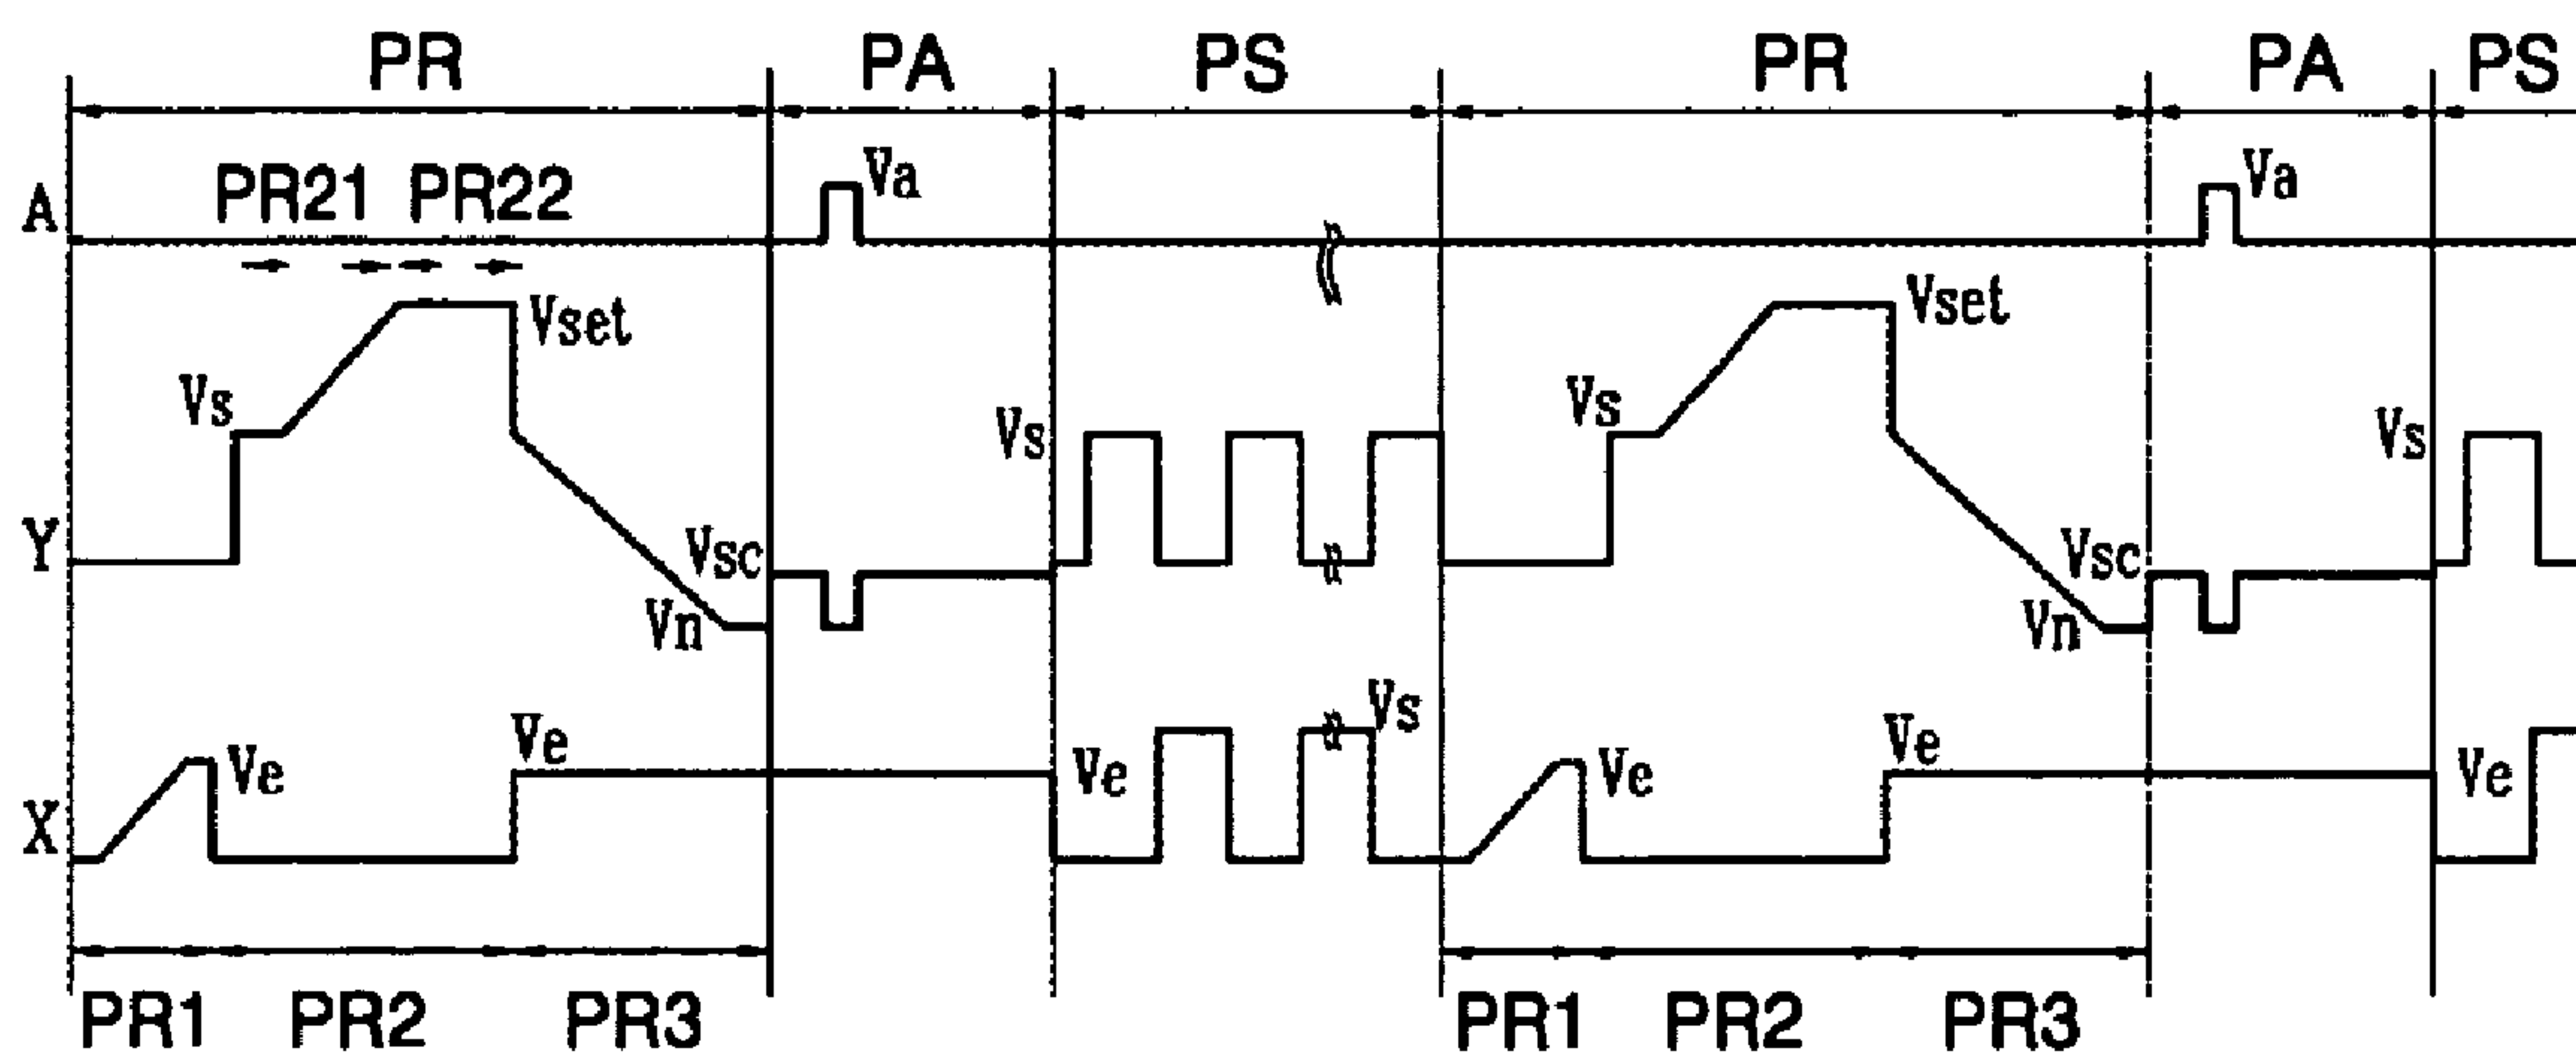 PR PA PS PR PA PS
A PR21 PR22 Va Va
Vset Vset
Vs Vs Vs Vs
Y Vsc Vsc
Vn Vn
Vs
Ve Ve
X Ve Ve Ve Ve
PR1 PR2 PR3 PR1 PR2 PR3